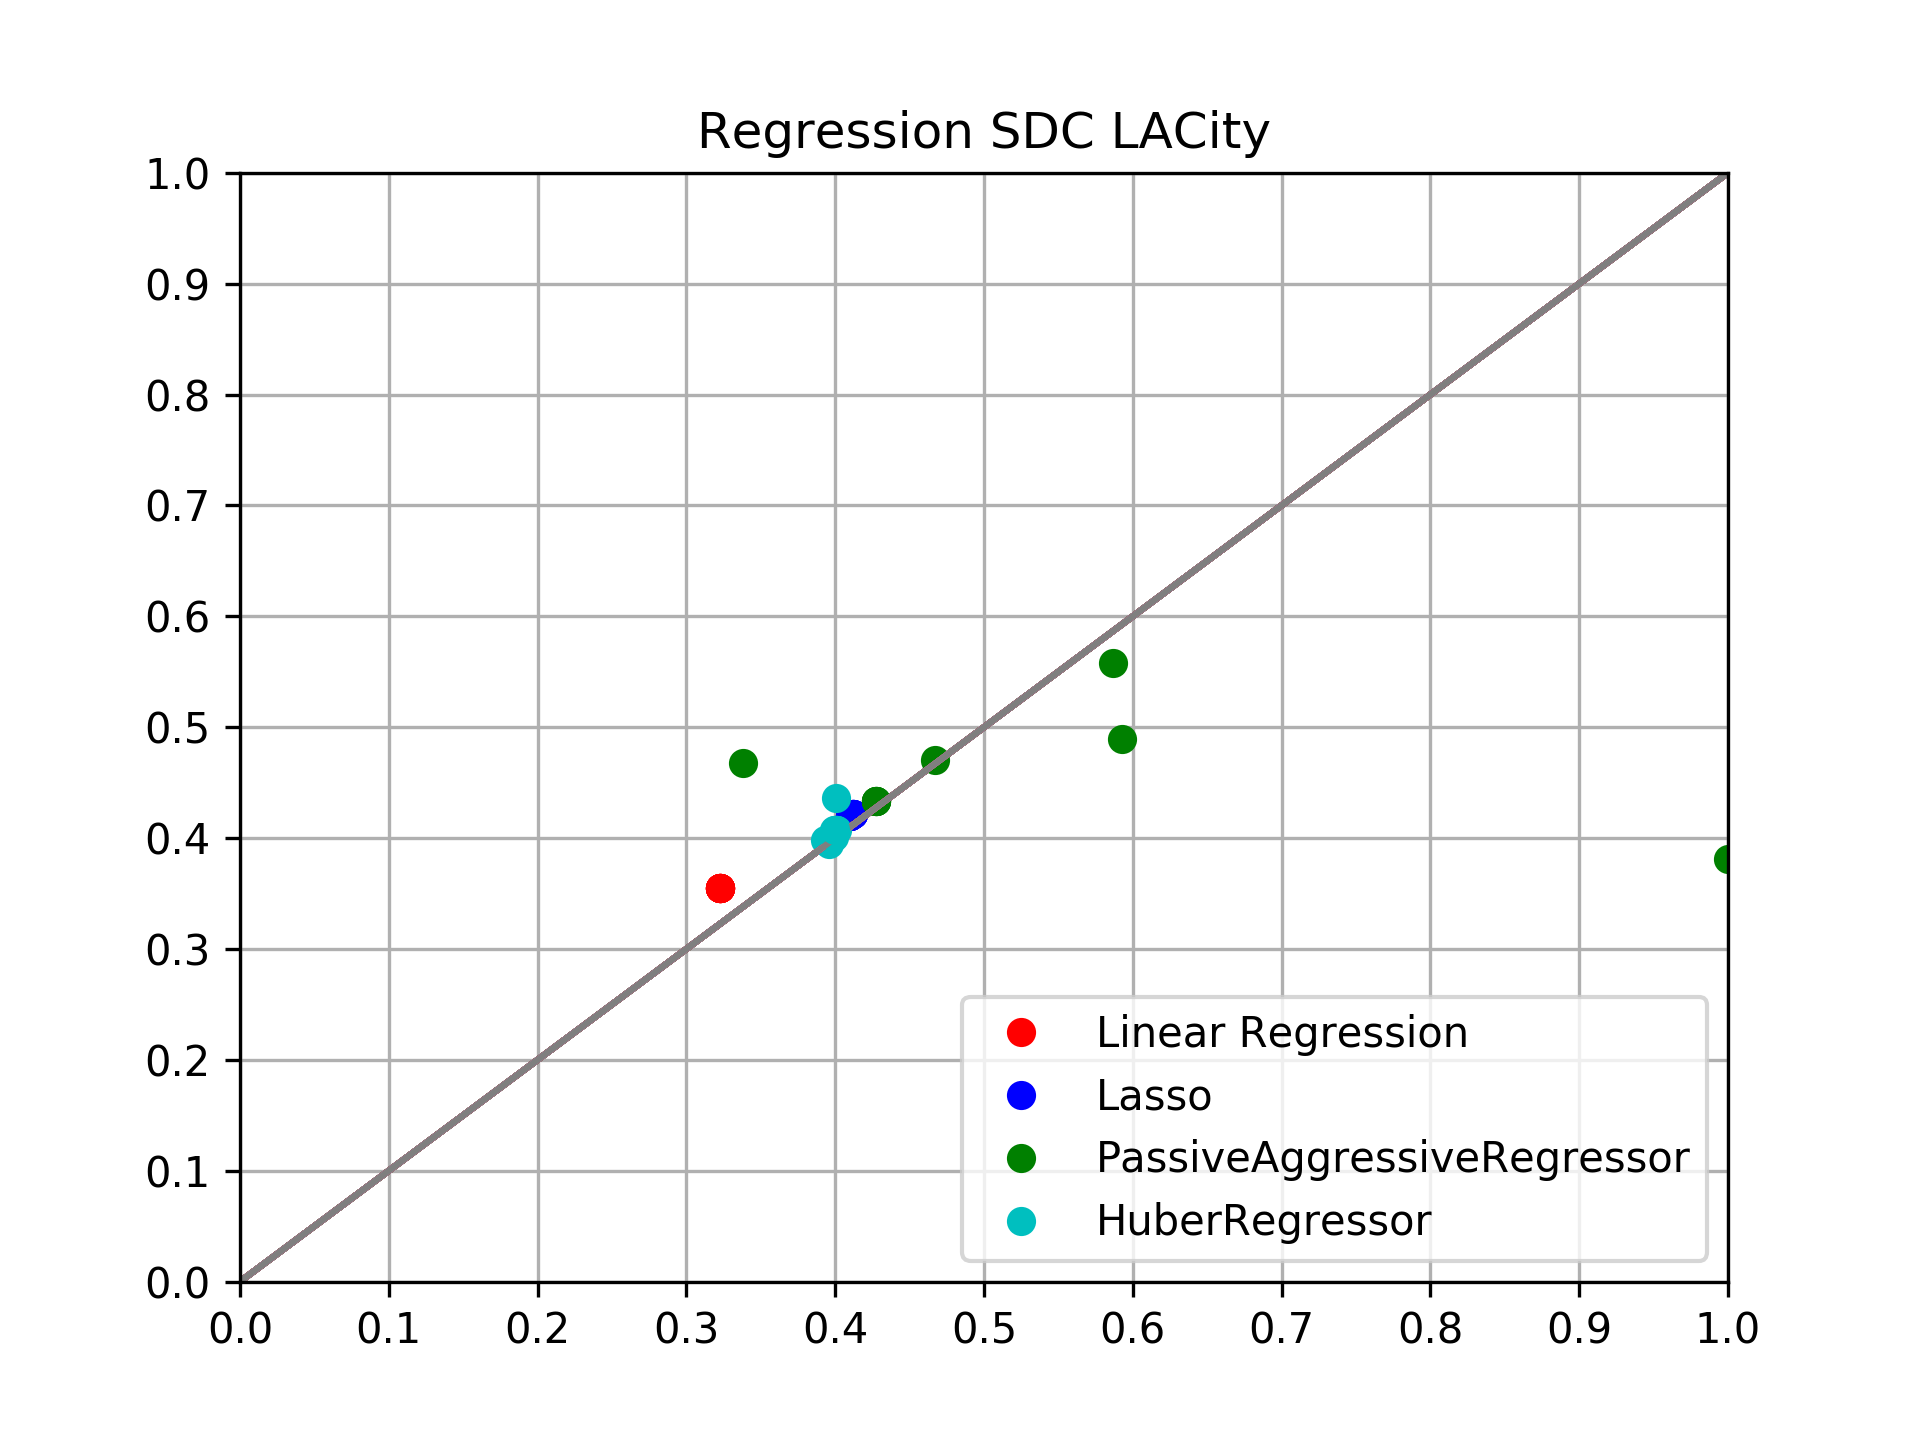 Regression SDC LACity
1.0
0.9
0.8
0.7
0.6
0.5
0.4
0.3
0.2
0.1
0.0
0.0 0.1 0.2 0.3 0.4 0.5 0.6 0.7 0.8 0.9 1.0
Linear Regression
Lasso
PassiveAggressiveRegressor
HuberRegressor